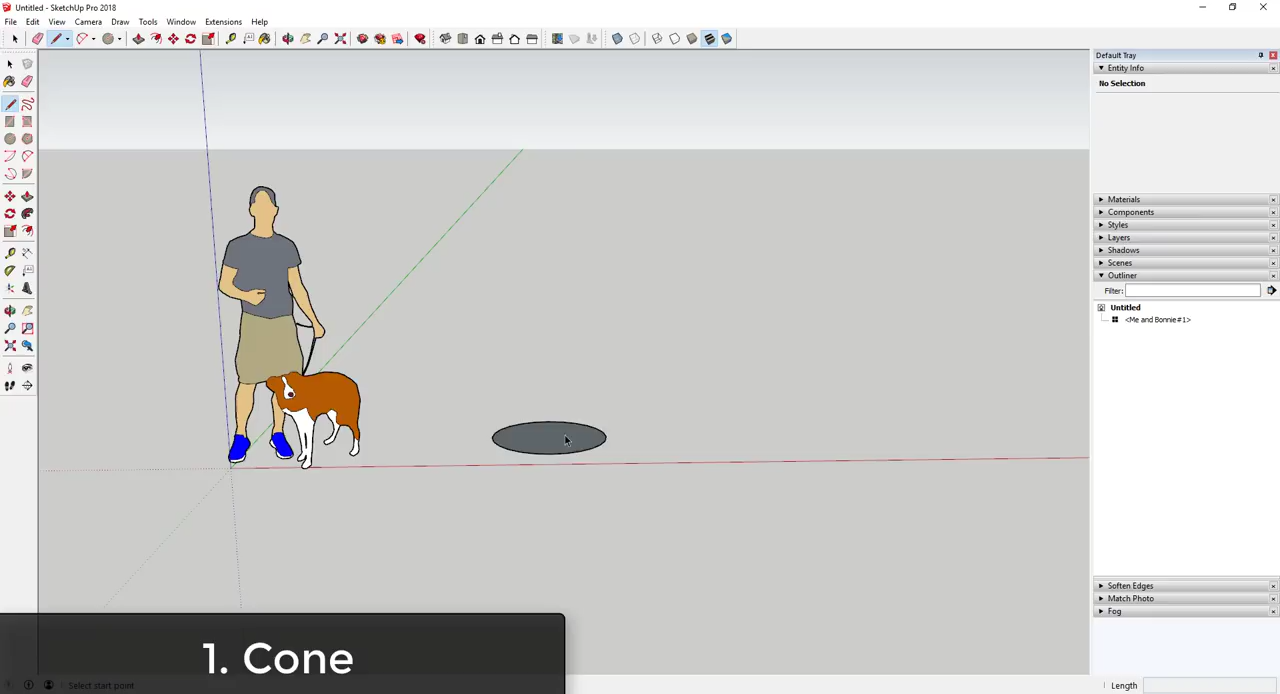 Untitled - SketchUp Pro 2018
File Edit View Camera Draw Tools Window Extensions Help
Default Tray
Entity Info
No Selection
Materials
Components
Styles
Layers
Shadows
Scenes
Outliner
Filter:
Untitled
<Me and Bonnie#1>
Soften Edges
Match Photo
Fog
1. Cone
Select start point
Length